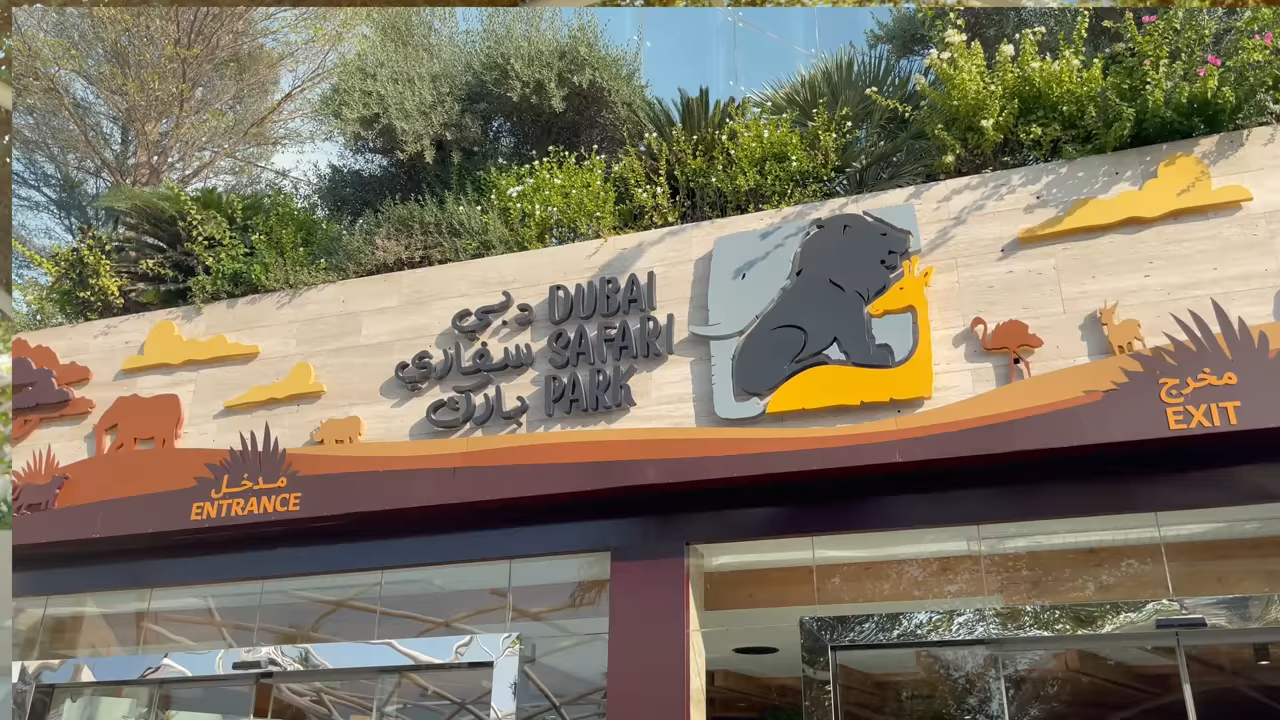 دبي
سفاري
بارك
DUBAI
SAFARI
PARK
مدخل
ENTRANCE
مخرج
EXIT